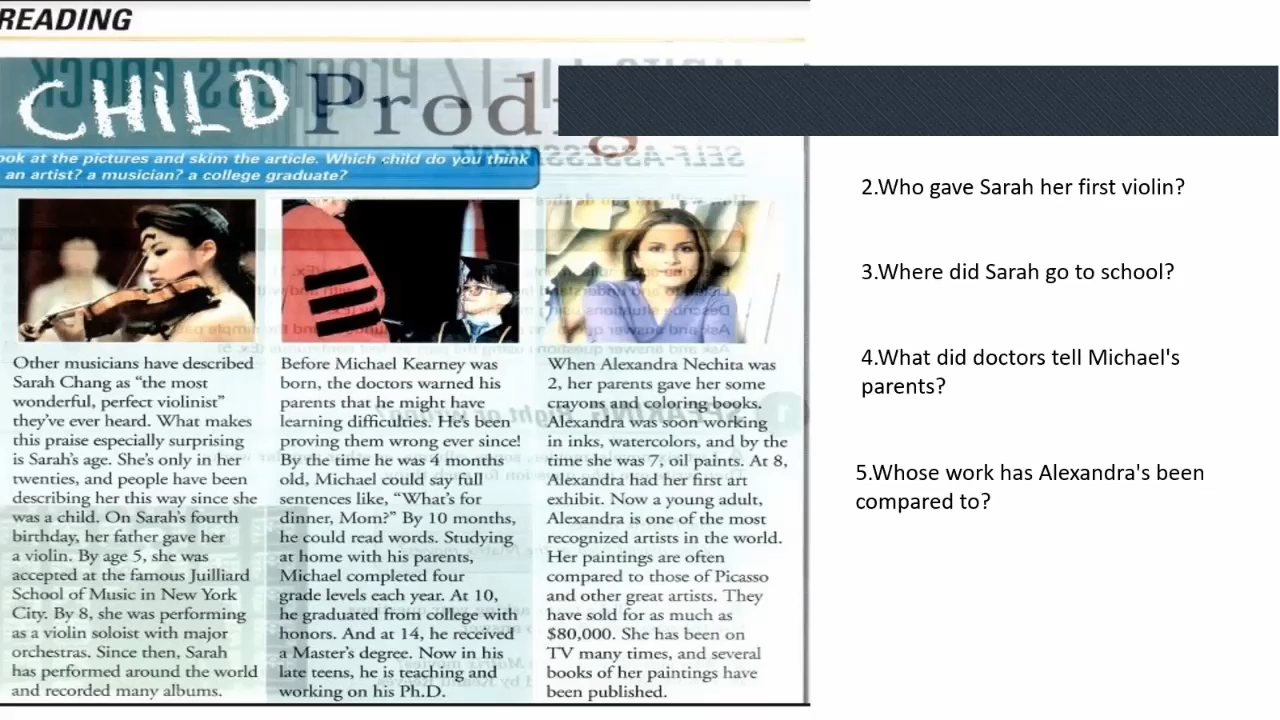 READING
CHILD Prodig
ook at the pictures and skim the article. Which child do you think
an artist? a musician? a college graduate?
Other musicians have described
Sarah Chang as “the most
wonderful, perfect violinist”
they’ve ever heard. What makes
this praise especially surprising
is Sarah’s age. She’s only in her
twenties, and people have been
describing her this way since she
was a child. On Sarah’s fourth
birthday, her father gave her
a violin. By age 5, she was
accepted at the famous Juilliard
School of Music in New York
City. By 8, she was performing
as a violin soloist with major
orchestras. Since then, Sarah
has performed around the world
and recorded many albums.
Before Michael Kearney was
born, the doctors warned his
parents that he might have
learning difficulties. He’s been
proving them wrong ever since!
By the time he was 4 months
old, Michael could say full
sentences like, “What’s for
dinner, Mom?” By 10 months,
he could read words. Studying
at home with his parents,
Michael completed four
grade levels each year. At 10,
he graduated from college with
honors. And at 14, he received
a Master’s degree. Now in his
late teens, he is teaching and
working on his Ph.D.
When Alexandra Nechita was
2, her parents gave her some
crayons and coloring books.
Alexandra was soon working
in inks, watercolors, and by the
time she was 7, oil paints. At 8,
Alexandra had her first art
exhibit. Now a young adult,
Alexandra is one of the most
recognized artists in the world.
Her paintings are often
compared to those of Picasso
and other great artists. They
have sold for as much as
$80,000. She has been on
TV many times, and several
books of her paintings have
been published.
2.Who gave Sarah her first violin?
3.Where did Sarah go to school?
4.What did doctors tell Michael's
parents?
5.Whose work has Alexandra's been
compared to?